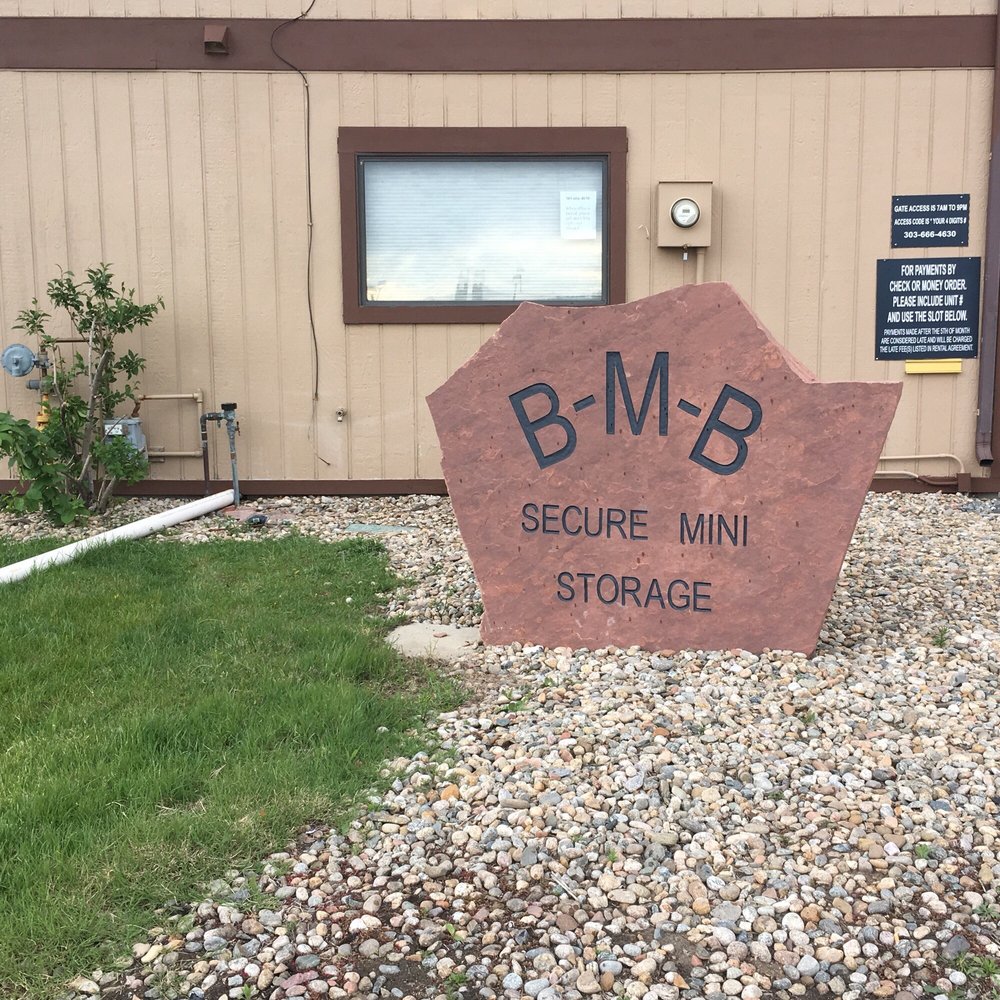 B-M-B
SECURE MINI
STORAGE
GATE ACCESS IS 7AM TO 9PM
ACCESS CODE IS * YOUR 4 DIGITS #
303-666-4630
FOR PAYMENTS BY
CHECK OR MONEY ORDER.
PLEASE INCLUDE UNIT #
AND USE THE SLOT BELOW.
PAYMENTS MADE AFTER THE 5TH OF MONTH
ARE CONSIDERED LATE AND WILL BE CHARGED
THE LATE FEE(S) LISTED IN RENTAL AGREEMENT.